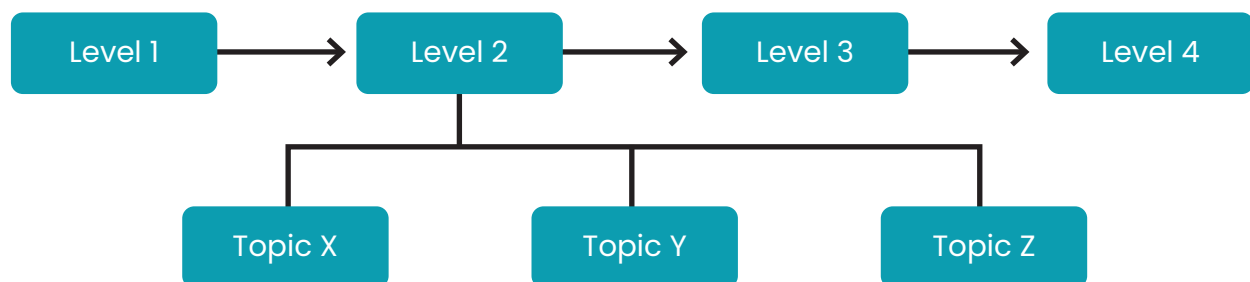 Level 1
Level 2
Level 3
Level 4
Topic X
Topic Y
Topic Z